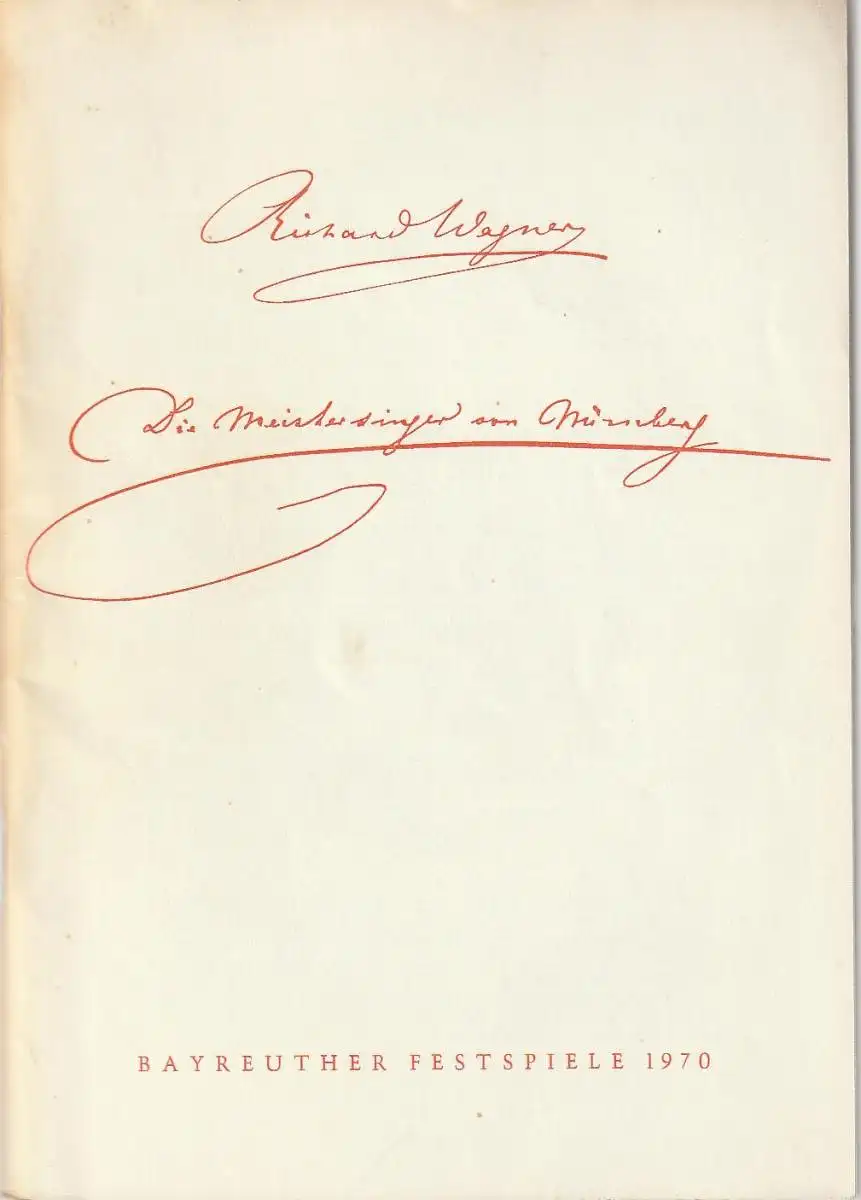 Richard Wagner
Die Meistersinger von Nürnberg
BAYREUTHER FESTSPIELE 1970